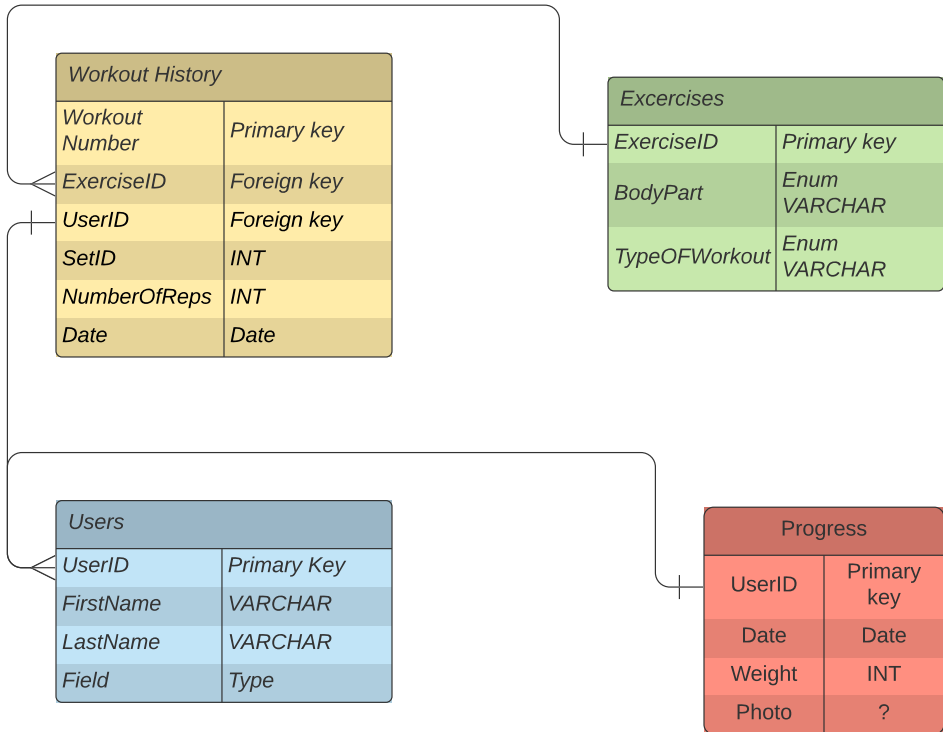 Workout History
Workout
Number
Primary key
ExerciseID
Foreign key
UserID
Foreign key
SetID
INT
NumberOfReps
INT
Date
Date
Excercises
ExerciseID
Primary key
BodyPart
Enum
VARCHAR
TypeOFWorkout
Enum
VARCHAR
Users
UserID
Primary Key
FirstName
VARCHAR
LastName
VARCHAR
Field
Type
Progress
UserID
Primary
key
Date
Date
Weight
INT
Photo
?